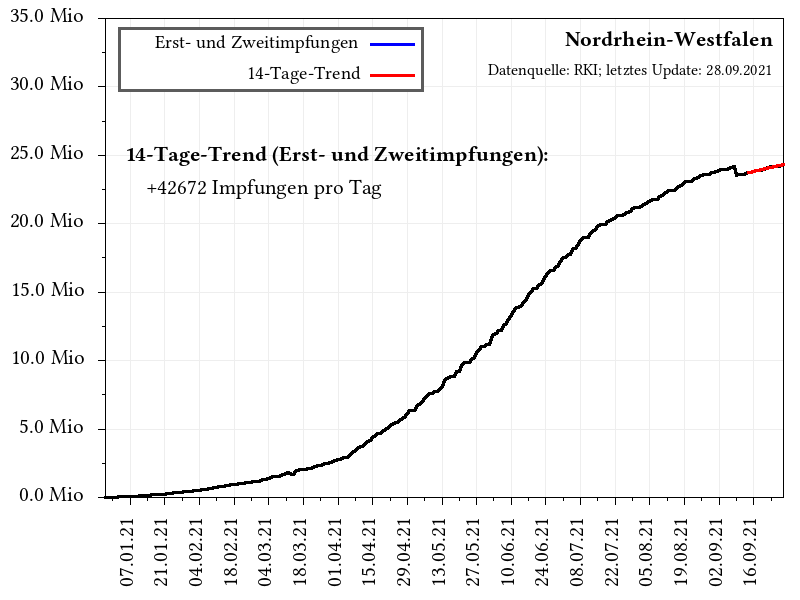 35.0 Mio
30.0 Mio
25.0 Mio
20.0 Mio
15.0 Mio
10.0 Mio
5.0 Mio
0.0 Mio
Erst- und Zweitimpfungen
14-Tage-Trend
Nordrhein-Westfalen
Datenquelle: RKI; letztes Update: 28.09.2021
14-Tage-Trend (Erst- und Zweitimpfungen):
+42672 Impfungen pro Tag
07.01.21
21.01.21
04.02.21
18.02.21
04.03.21
18.03.21
01.04.21
15.04.21
29.04.21
13.05.21
27.05.21
10.06.21
24.06.21
08.07.21
22.07.21
05.08.21
19.08.21
02.09.21
16.09.21